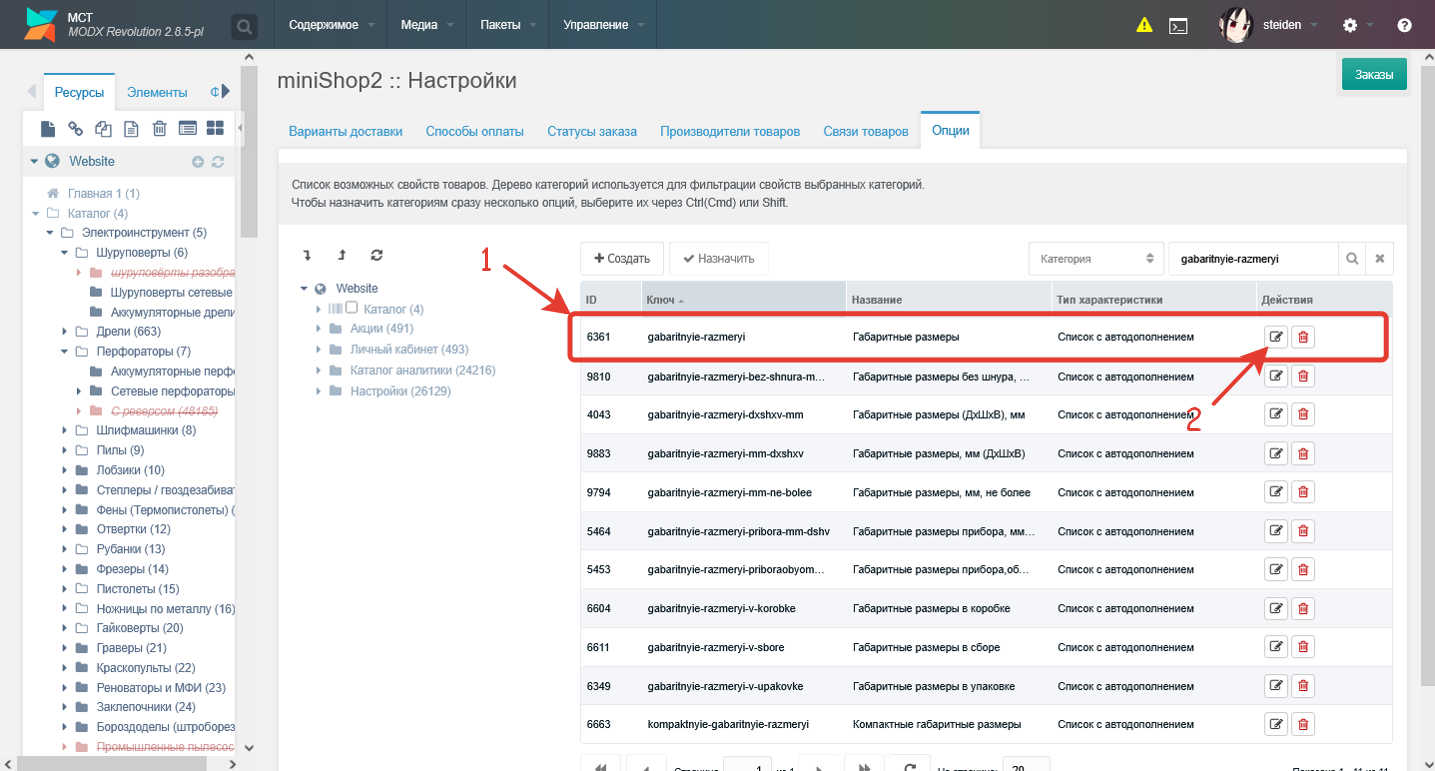 МСТ
MODX Revolution 2.8.5-pl
Содержимое
Медиа
Пакеты
Управление
steiden
Ресурсы
Элементы
Website
Главная 1 (1)
Каталог (4)
Электроинструмент (5)
Шуруповерты (6)
шуруповёрты разобра
Шуруповерты сетевые
Аккумуляторные дрели
Дрели (663)
Перфораторы (7)
Аккумуляторные перфо
Сетевые перфораторы
С реверсом (48185)
Шлифмашинки (8)
Пилы (9)
Лобзики (10)
Степлеры / гвоздезабиват
Фены (Термопистолеты) (
Отвертки (12)
Рубанки (13)
Фрезеры (14)
Пистолеты (15)
Ножницы по металлу (16)
Гайковерты (20)
Граверы (21)
Краскопульты (22)
Реноваторы и МФИ (23)
Заклепочники (24)
Бороздоделы (штроборез
Промышленные пылесос
miniShop2 :: Настройки
Заказы
Варианты доставки
Способы оплаты
Статусы заказа
Производители товаров
Связи товаров
Опции
Список возможных свойств товаров. Дерево категорий используется для фильтрации свойств выбранных категорий.
Чтобы назначить категориям сразу несколько опций, выберите их через Ctrl(Cmd) или Shift.
Website
Каталог (4)
Акции (491)
Личный кабинет (493)
Каталог аналитики (24216)
Настройки (26129)
1
Создать
Назначить
Категория
gabaritnyie-razmeryi
ID Ключ Название Тип характеристики Действия
6361 gabaritnyie-razmeryi Габаритные размеры Список с автодополнением
9810 gabaritnyie-razmeryi-bez-shnura-m... Габаритные размеры без шнура, ... Список с автодополнением
4043 gabaritnyie-razmeryi-dxshxv-mm Габаритные размеры (ДхШхВ), мм Список с автодополнением
2
9883 gabaritnyie-razmeryi-mm-dxshxv Габаритные размеры, мм (ДхШхВ) Список с автодополнением
9794 gabaritnyie-razmeryi-mm-ne-bolee Габаритные размеры, мм, не более Список с автодополнением
5464 gabaritnyie-razmeryi-pribora-mm-dshv Габаритные размеры прибора, мм... Список с автодополнением
5453 gabaritnyie-razmeryi-priboraobyom... Габаритные размеры прибора,об... Список с автодополнением
6604 gabaritnyie-razmeryi-v-korobke Габаритные размеры в коробке Список с автодополнением
6611 gabaritnyie-razmeryi-v-sbore Габаритные размеры в сборе Список с автодополнением
6349 gabaritnyie-razmeryi-v-upakovke Габаритные размеры в упаковке Список с автодополнением
6663 kompaktnyie-gabaritnyie-razmeryi Компактные габаритные размеры Список с автодополнением